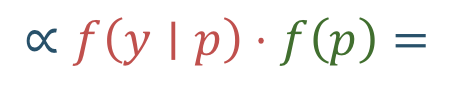 ∝ f(y | p) · f(p) =